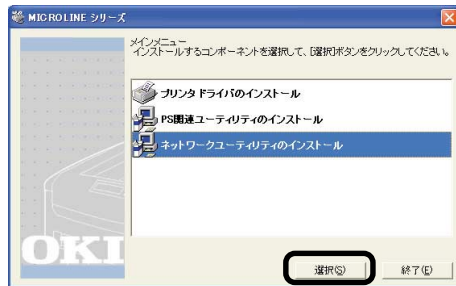 MICROLINE シリーズ
メインメニュー
インストールするコンポーネントを選択して、[選択]ボタンをクリックしてください。
プリンタ ドライバのインストール
PS関連ユーティリティのインストール
ネットワークユーティリティのインストール
OKI
選択(S)
終了(E)